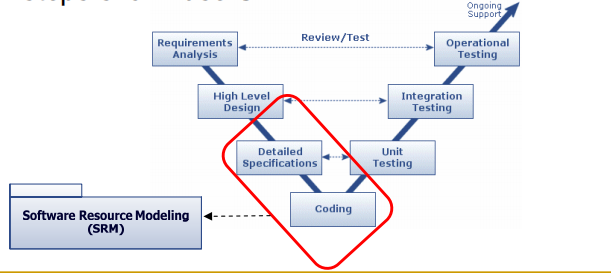 Ongoing
Support
Requirements
Analysis
Review/Test
Operational
Testing
High Level
Design
Integration
Testing
Detailed
Specifications
Unit
Testing
Coding
Software Resource Modeling
(SRM)